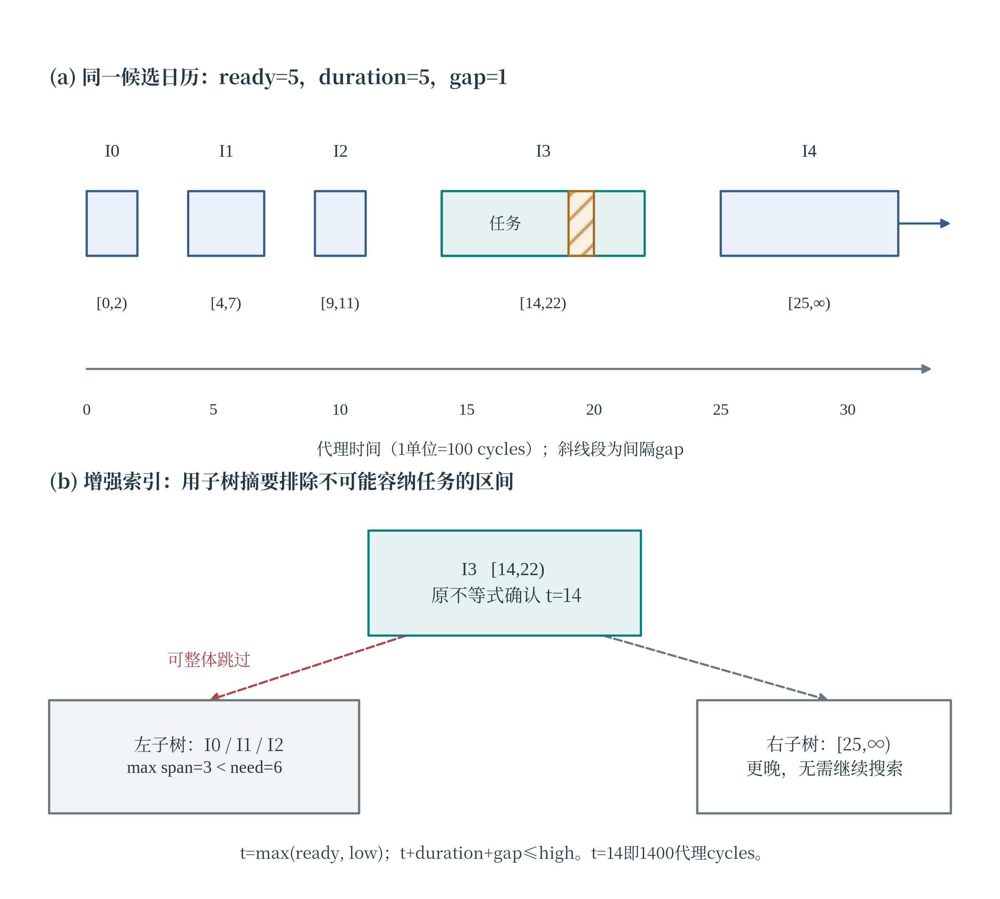 (a) 同一候选日历：ready=5，duration=5，gap=1
I0 I1 I2 I3 I4
任务
[0,2) [4,7) [9,11) [14,22) [25,∞)
0 5 10 15 20 25 30
代理时间（1单位=100 cycles）；斜线段为间隔gap
(b) 增强索引：用子树摘要排除不可能容纳任务的区间
I3 [14,22)
原不等式确认 t=14
可整体跳过
左子树：I0 / I1 / I2
max span=3 < need=6
右子树：[25,∞)
更晚，无需继续搜索
t=max(ready, low)；t+duration+gap≤high。t=14即1400代理cycles。